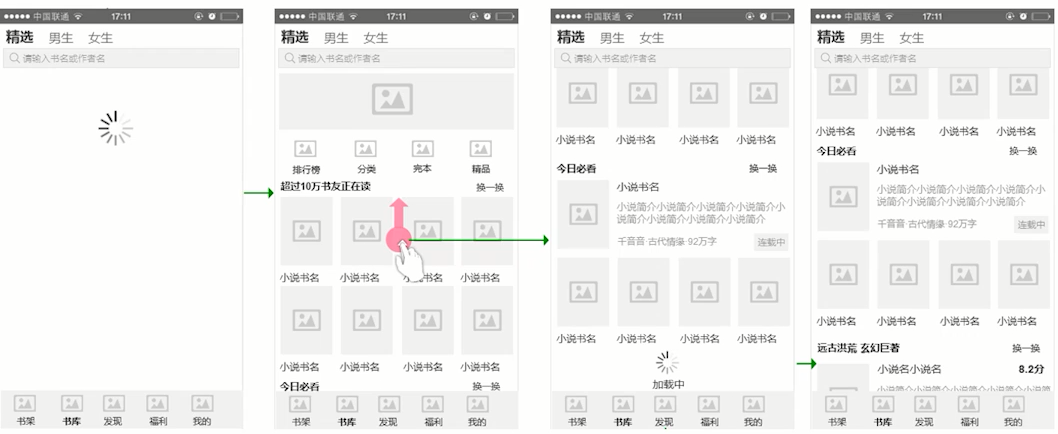 中国联通 17:11
精选 男生 女生
请输入书名或作者名
书架 书库 发现 福利 我的
中国联通 17:11
精选 男生 女生
请输入书名或作者名
排行榜 分类 完本 精品
超过10万书友正在读 换一换
小说书名 小说书名 小说书名 小说书名
小说书名 小说书名 小说书名 小说书名
今日必看 换一换
书架 书库 发现 福利 我的
中国联通 17:11
精选 男生 女生
请输入书名或作者名
小说书名 小说书名 小说书名 小说书名
今日必看 换一换
小说书名
小说简介小说简介小说简介小说简介小
说简介小说简介小说简介小说简介
千音音·古代情缘·92万字 连载中
小说书名 小说书名 小说书名 小说书名
加载中
书架 书库 发现 福利 我的
中国联通 17:11
精选 男生 女生
请输入书名或作者名
小说书名 小说书名 小说书名 小说书名
今日必看 换一换
小说书名
小说简介小说简介小说简介小说简介小
说简介小说简介小说简介小说简介
千音音·古代情缘·92万字 连载中
小说书名 小说书名 小说书名 小说书名
远古洪荒 玄幻巨著 换一换
小说名小说名 8.2分
书架 书库 发现 福利 我的